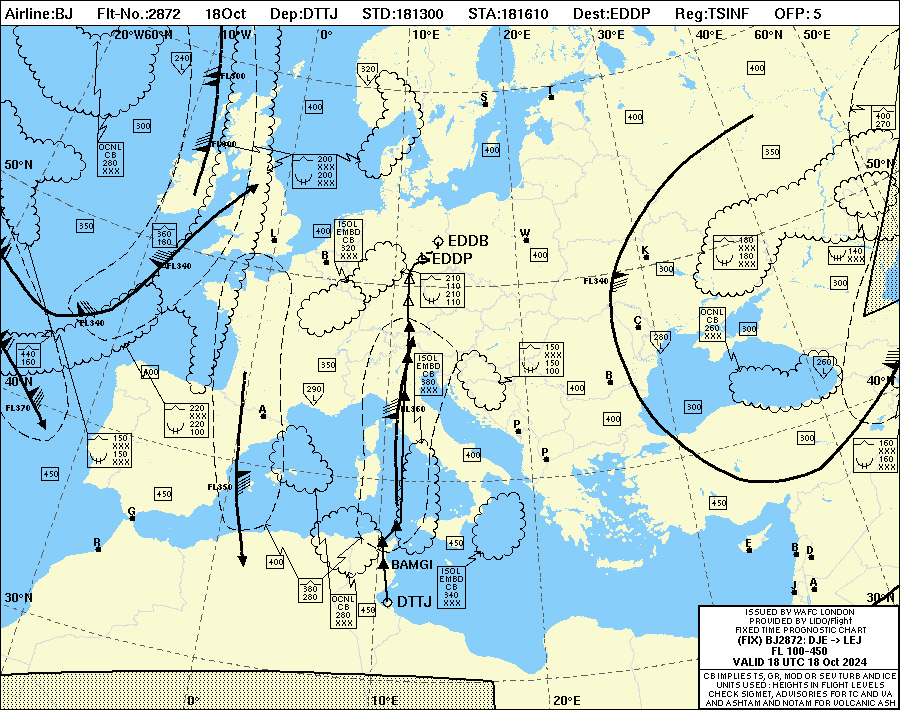 Airline:BJ Flt-No.:2872 18Oct Dep:DTTJ STD:181300 STA:181610 Dest:EDDP Reg:TSINF OFP: 5
20°W60°N
10°W
0°
10°E
20°E
30°E
40°E
60°N
50°E
240
L
FL300
320
L
400
S
T
400
400
400
270
300
OCNL
CB
280
XXX
FL400
200
XXX
200
XXX
400
350
50°N
50°N
350
360
160
L
400
ISOL
EMBD
CB
320
XXX
B
EDDB
EDDP
W
400
K
300
180
XXX
180
XXX
140
XXX
300
FL340
FL340
210
110
210
110
FL340
C
OCNL
CB
260
XXX
300
280
L
440
160
400
A
350
ISOL
EMBD
CB
380
XXX
150
XXX
150
100
260
L
40°N
40°N
290
L
400
B
FL370
220
XXX
220
100
A
FL360
400
300
150
XXX
150
XXX
P
300
160
XXX
160
XXX
450
400
P
FL350
450
450
G
R
450
E
B
D
400
BAMGI
ISOL
EMBD
CB
340
XXX
380
280
OCNL
CB
280
XXX
450
DTTJ
J
A
30°N
30°N
ISSUED BY WAFC LONDON
PROVIDED BY LIDO/Flight
FIXED TIME PROGNOSTIC CHART
(FIX) BJ2872: DJE -> LEJ
FL 100-450
VALID 18 UTC 18 Oct 2024
CB IMPLIES TS, GR, MOD OR SEV TURB AND ICE
UNITS USED : HEIGHTS IN FLIGHT LEVELS
CHECK SIGMET, ADVISORIES FOR TC AND VA
AND ASHTAM AND NOTAM FOR VOLCANIC ASH
0°
10°E
20°E